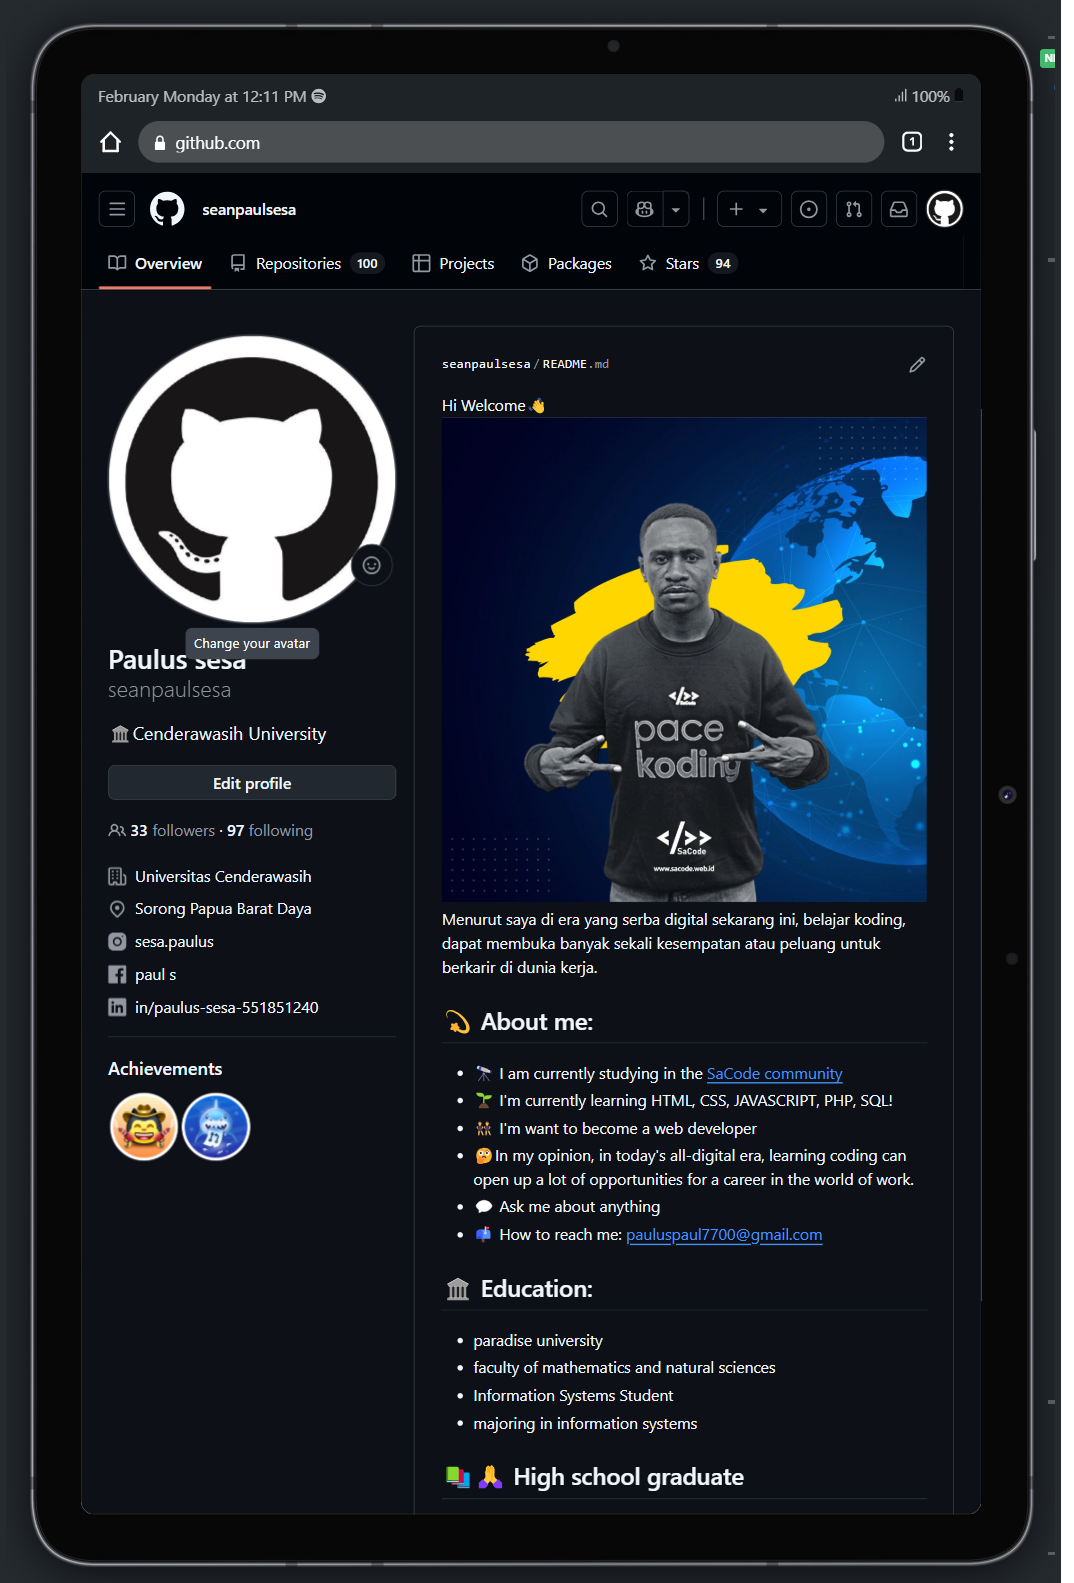 February Monday at 12:11 PM
100%
github.com
1
seanpaulsesa
Overview
Repositories 100
Projects
Packages
Stars 94
Change your avatar
Paulus sesa
seanpaulsesa
🏛️Cenderawasih University
Edit profile
33 followers · 97 following
Universitas Cenderawasih
Sorong Papua Barat Daya
sesa.paulus
paul s
in/paulus-sesa-551851240
Achievements
seanpaulsesa/README.md
Hi Welcome 👋
</>>
SaCode
pace
koding
</>>
SaCode
www.sacode.web.id
Menurut saya di era yang serba digital sekarang ini, belajar koding,
dapat membuka banyak sekali kesempatan atau peluang untuk
berkarir di dunia kerja.
💫 About me:
• 🔭 I am currently studying in the SaCode community
• 🌱 I'm currently learning HTML, CSS, JAVASCRIPT, PHP, SQL!
• 👯 I'm want to become a web developer
• 🤔In my opinion, in today's all-digital era, learning coding can
open up a lot of opportunities for a career in the world of work.
• 💬 Ask me about anything
• 📫 How to reach me: pauluspaul7700@gmail.com
🏛️ Education:
• paradise university
• faculty of mathematics and natural sciences
• Information Systems Student
• majoring in information systems
📚 🙏 High school graduate